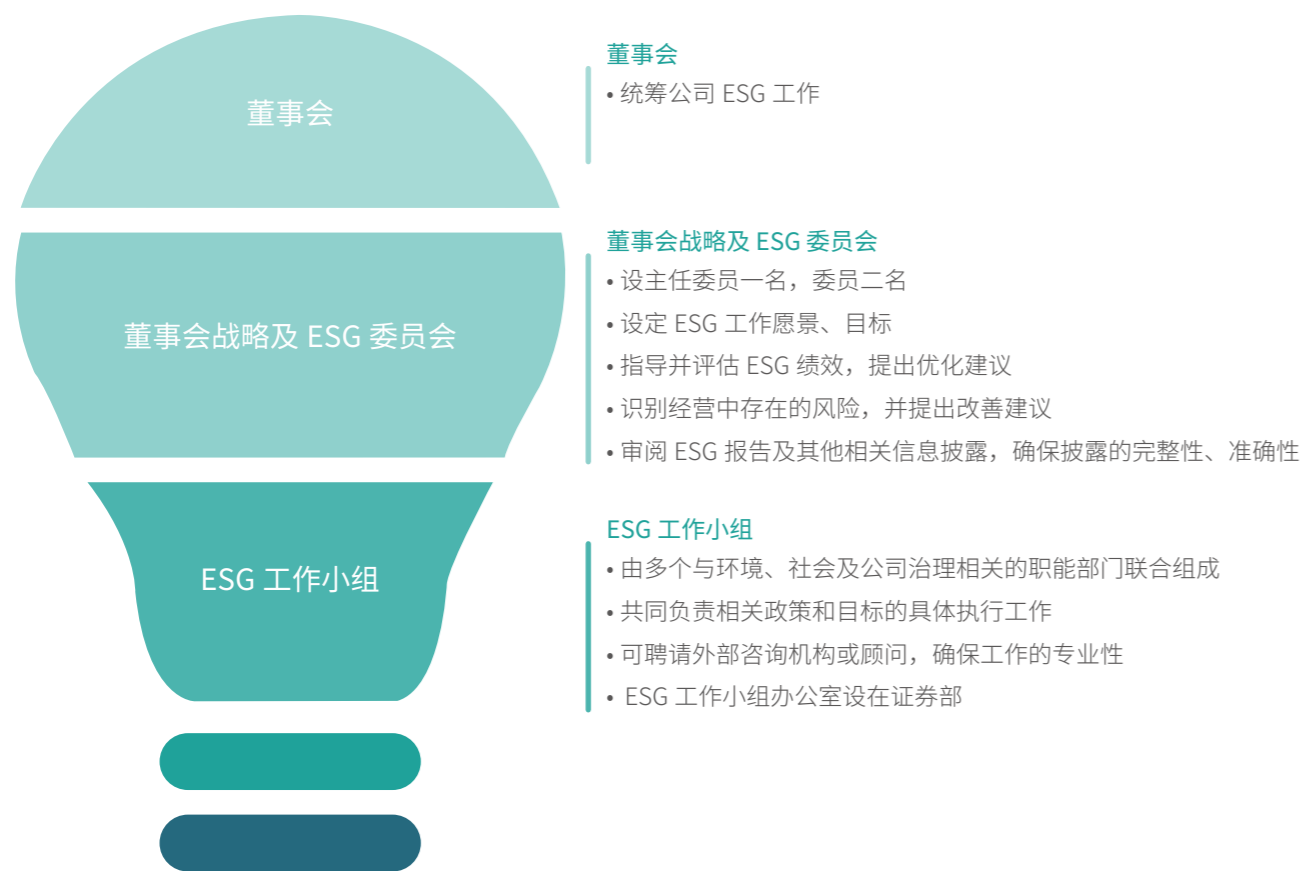 董事会
董事会战略及 ESG 委员会
ESG 工作小组
董事会
• 统筹公司 ESG 工作
董事会战略及 ESG 委员会
• 设主任委员一名，委员二名
• 设定 ESG 工作愿景、目标
• 指导并评估 ESG 绩效，提出优化建议
• 识别经营中存在的风险，并提出改善建议
• 审阅 ESG 报告及其他相关信息披露，确保披露的完整性、准确性
ESG 工作小组
• 由多个与环境、社会及公司治理相关的职能部门联合组成
• 共同负责相关政策和目标的具体执行工作
• 可聘请外部咨询机构或顾问，确保工作的专业性
• ESG 工作小组办公室设在证券部